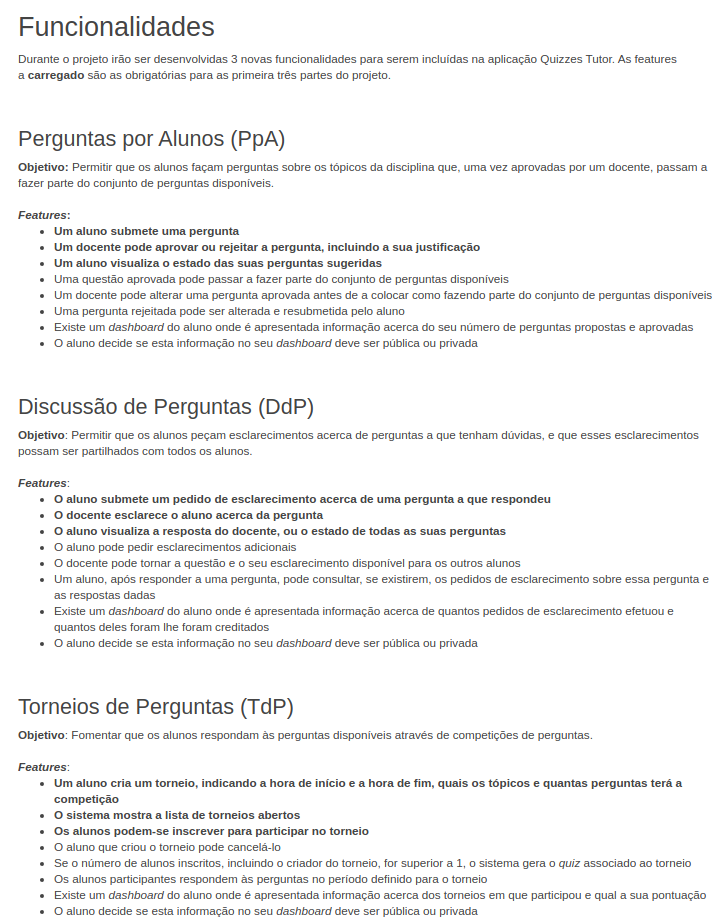 Funcionalidades
Durante o projeto irão ser desenvolvidas 3 novas funcionalidades para serem incluídas na aplicação Quizzes Tutor. As features
a carregado são as obrigatórias para as primeira três partes do projeto.
Perguntas por Alunos (PpA)
Objetivo: Permitir que os alunos façam perguntas sobre os tópicos da disciplina que, uma vez aprovadas por um docente, passam a
fazer parte do conjunto de perguntas disponíveis.
Features:
• Um aluno submete uma pergunta
• Um docente pode aprovar ou rejeitar a pergunta, incluindo a sua justificação
• Um aluno visualiza o estado das suas perguntas sugeridas
• Uma questão aprovada pode passar a fazer parte do conjunto de perguntas disponíveis
• Um docente pode alterar uma pergunta aprovada antes de a colocar como fazendo parte do conjunto de perguntas disponíveis
• Uma pergunta rejeitada pode ser alterada e resubmetida pelo aluno
• Existe um dashboard do aluno onde é apresentada informação acerca do seu número de perguntas propostas e aprovadas
• O aluno decide se esta informação no seu dashboard deve ser pública ou privada
Discussão de Perguntas (DdP)
Objetivo: Permitir que os alunos peçam esclarecimentos acerca de perguntas a que tenham dúvidas, e que esses esclarecimentos
possam ser partilhados com todos os alunos.
Features:
• O aluno submete um pedido de esclarecimento acerca de uma pergunta a que respondeu
• O docente esclarece o aluno acerca da pergunta
• O aluno visualiza a resposta do docente, ou o estado de todas as suas perguntas
• O aluno pode pedir esclarecimentos adicionais
• O docente pode tornar a questão e o seu esclarecimento disponível para os outros alunos
• Um aluno, após responder a uma pergunta, pode consultar, se existirem, os pedidos de esclarecimento sobre essa pergunta e
as respostas dadas
• Existe um dashboard do aluno onde é apresentada informação acerca de quantos pedidos de esclarecimento efetuou e
quantos deles foram lhe foram creditados
• O aluno decide se esta informação no seu dashboard deve ser pública ou privada
Torneios de Perguntas (TdP)
Objetivo: Fomentar que os alunos respondam às perguntas disponíveis através de competições de perguntas.
Features:
• Um aluno cria um torneio, indicando a hora de início e a hora de fim, quais os tópicos e quantas perguntas terá a
competição
• O sistema mostra a lista de torneios abertos
• Os alunos podem-se inscrever para participar no torneio
• O aluno que criou o torneio pode cancelá-lo
• Se o número de alunos inscritos, incluindo o criador do torneio, for superior a 1, o sistema gera o quiz associado ao torneio
• Os alunos participantes respondem às perguntas no período definido para o torneio
• Existe um dashboard do aluno onde é apresentada informação acerca dos torneios em que participou e qual a sua pontuação
• O aluno decide se esta informação no seu dashboard deve ser pública ou privada